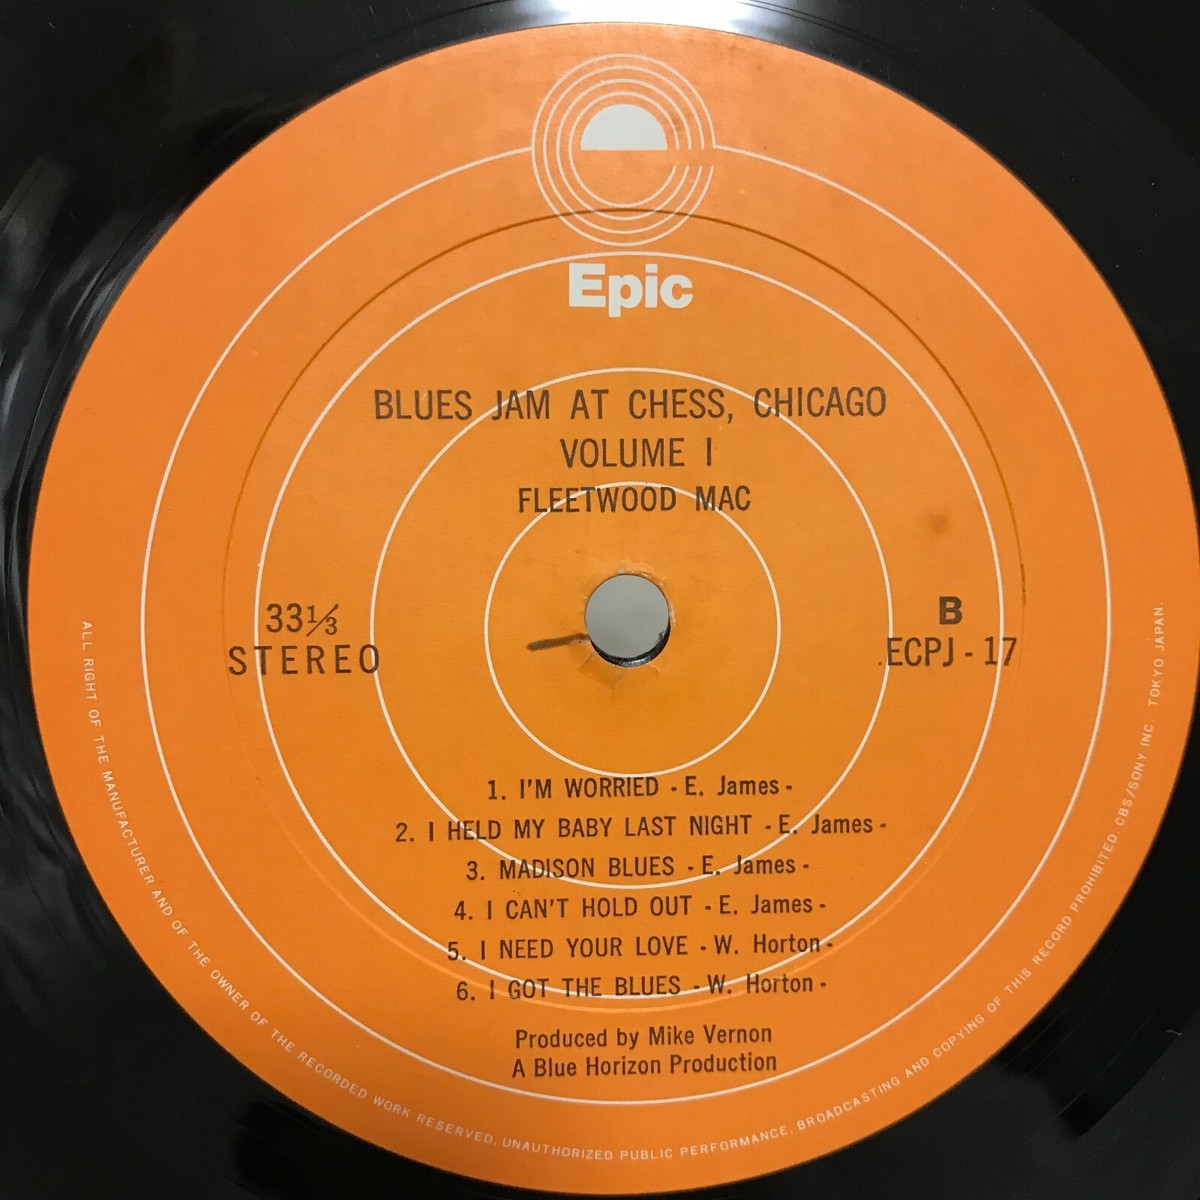 Epic
BLUES JAM AT CHESS, CHICAGO
VOLUME I
FLEETWOOD MAC
33⅓
STEREO
B
ECPJ - 17
1. I'M WORRIED - E. James -
2. I HELD MY BABY LAST NIGHT - E. James -
3. MADISON BLUES - E. James -
4. I CAN'T HOLD OUT - E. James -
5. I NEED YOUR LOVE - W. Horton -
6. I GOT THE BLUES - W. Horton -
Produced by Mike Vernon
A Blue Horizon Production
ALL RIGHT OF THE MANUFACTURER AND OF THE OWNER OF THE RECORDED WORK RESERVED. UNAUTHORIZED PUBLIC PERFORMANCE. BROADCASTING AND COPYING OF THIS RECORD PROHIBITED. CBS/SONY INC. TOKYO JAPAN.